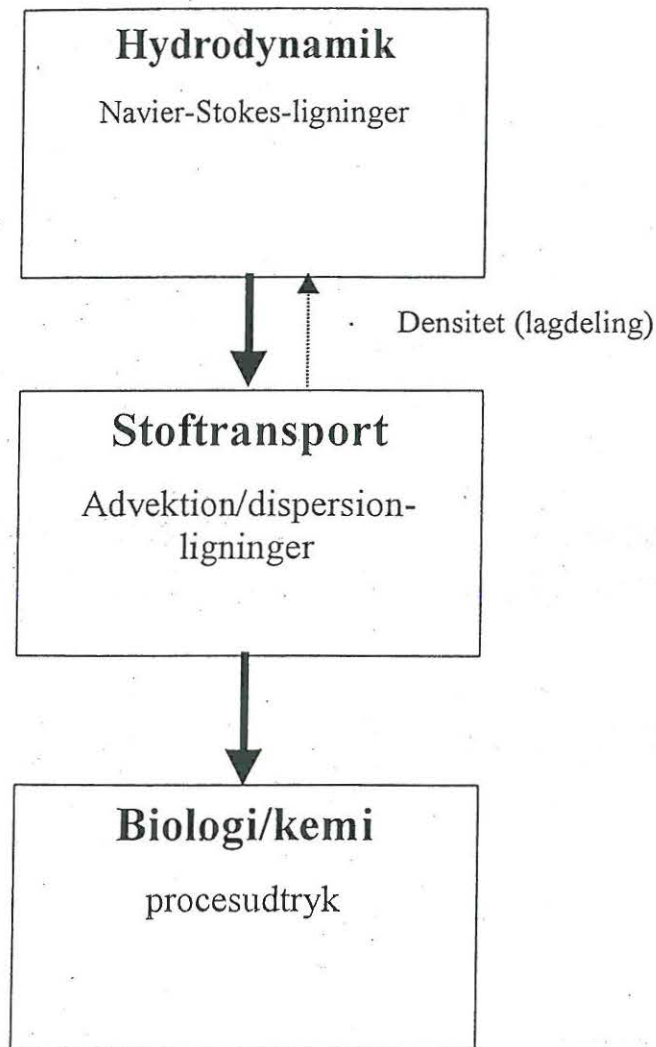 Hydrodynamik
Navier-Stokes-ligninger
Densitet (lagdeling)
Stoftransport
Advektion/dispersion-
ligninger
Biologi/kemi
procesudtryk